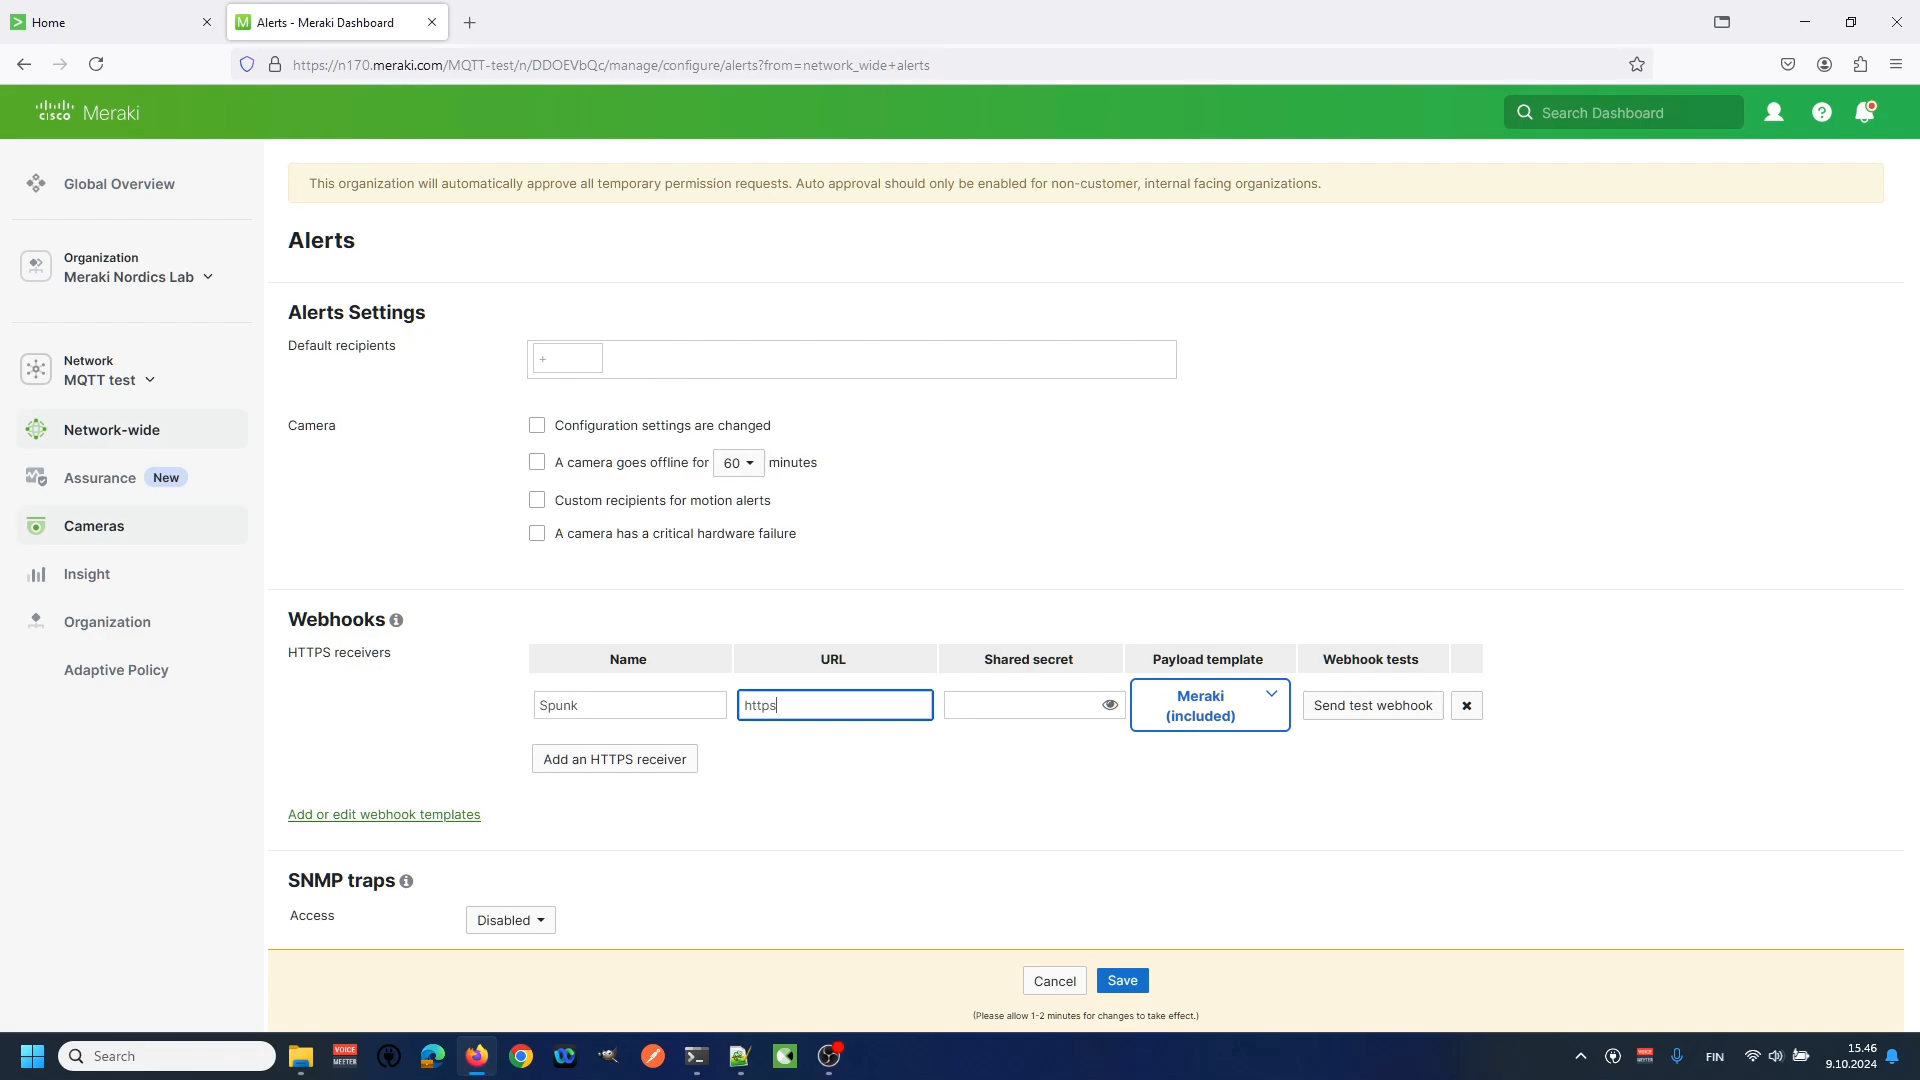 Home
Alerts - Meraki Dashboard
https://n170.meraki.com/MQTT-test/n/DDOEVbQc/manage/configure/alerts?from=network_wide+alerts
cisco Meraki
Search Dashboard
This organization will automatically approve all temporary permission requests. Auto approval should only be enabled for non-customer, internal facing organizations.
Global Overview
Organization
Meraki Nordics Lab
Network
MQTT test
Network-wide
Assurance New
Cameras
Insight
Organization
Adaptive Policy
Alerts
Alerts Settings
Default recipients
+
Camera
Configuration settings are changed
A camera goes offline for 60 minutes
Custom recipients for motion alerts
A camera has a critical hardware failure
Webhooks
HTTPS receivers
Name URL Shared secret Payload template Webhook tests
Spunk https Meraki (included) Send test webhook
Add an HTTPS receiver
Add or edit webhook templates
SNMP traps
Access Disabled
Cancel Save
(Please allow 1-2 minutes for changes to take effect.)
Search
VOICE
MEETER
FIN
15.46
9.10.2024